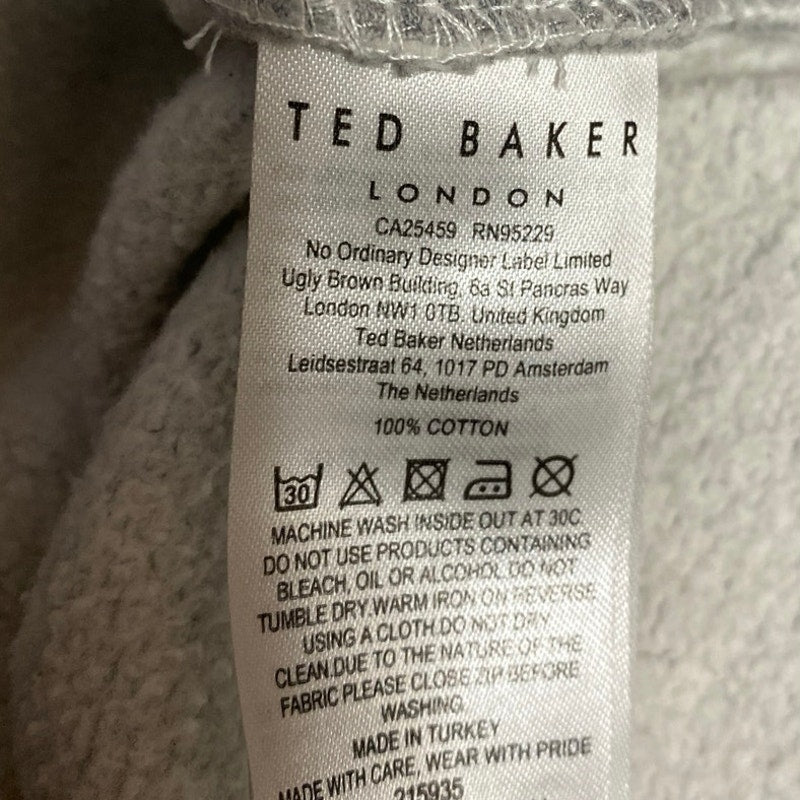 TED BAKER
LONDON
CA25459 RN95229
No Ordinary Designer Label Limited
Ugly Brown Building, 6a St Pancras Way
London NW1 0TB. United Kingdom
Ted Baker Netherlands
Leidsestraat 64, 1017 PD Amsterdam
The Netherlands
100% COTTON
30
MACHINE WASH INSIDE OUT AT 30C
DO NOT USE PRODUCTS CONTAINING
BLEACH, OIL OR ALCOHOL.DO NOT
TUMBLE DRY WARM IRON ON REVERSE
USING A CLOTH.DO NOT DRY
CLEAN.DUE TO THE NATURE OF THE
FABRIC PLEASE CLOSE ZIP BEFORE
WASHING.
MADE IN TURKEY
MADE WITH CARE, WEAR WITH PRIDE
215935